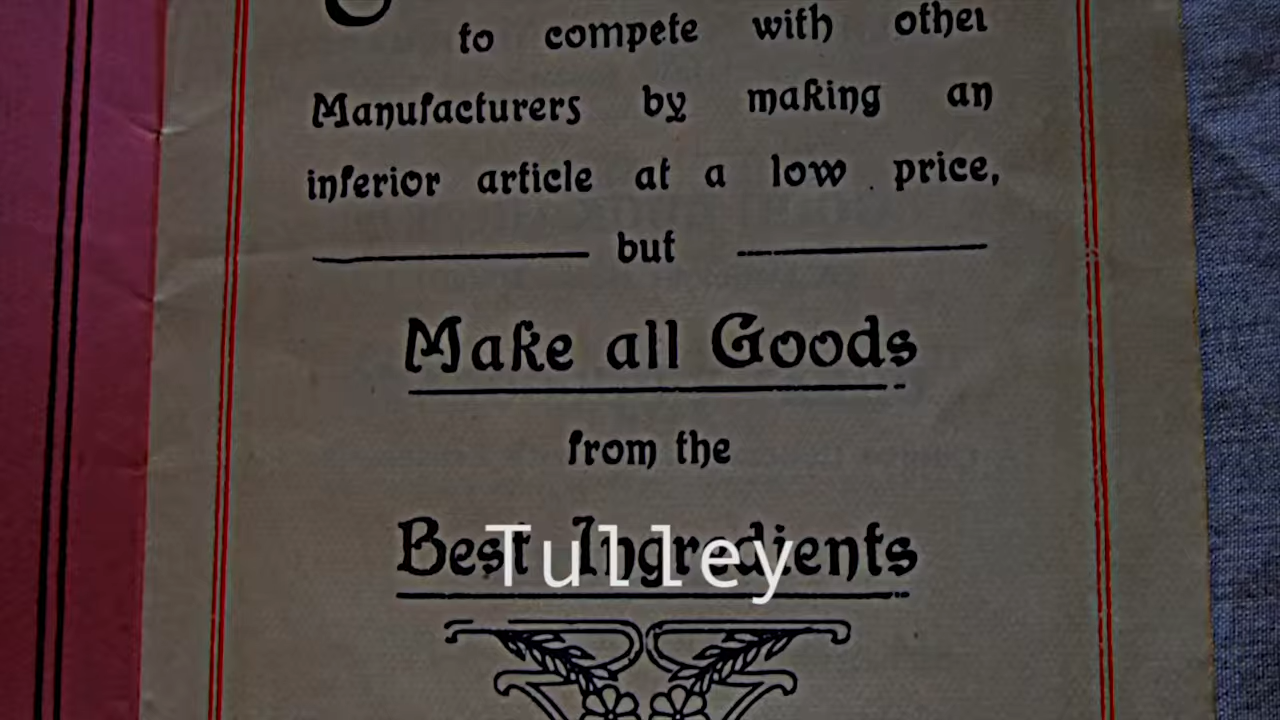 to compete with other
Manufacturers by making an
inferior article at a low price,
but
Make all Goods
from the
Best Ingredients
Tulley